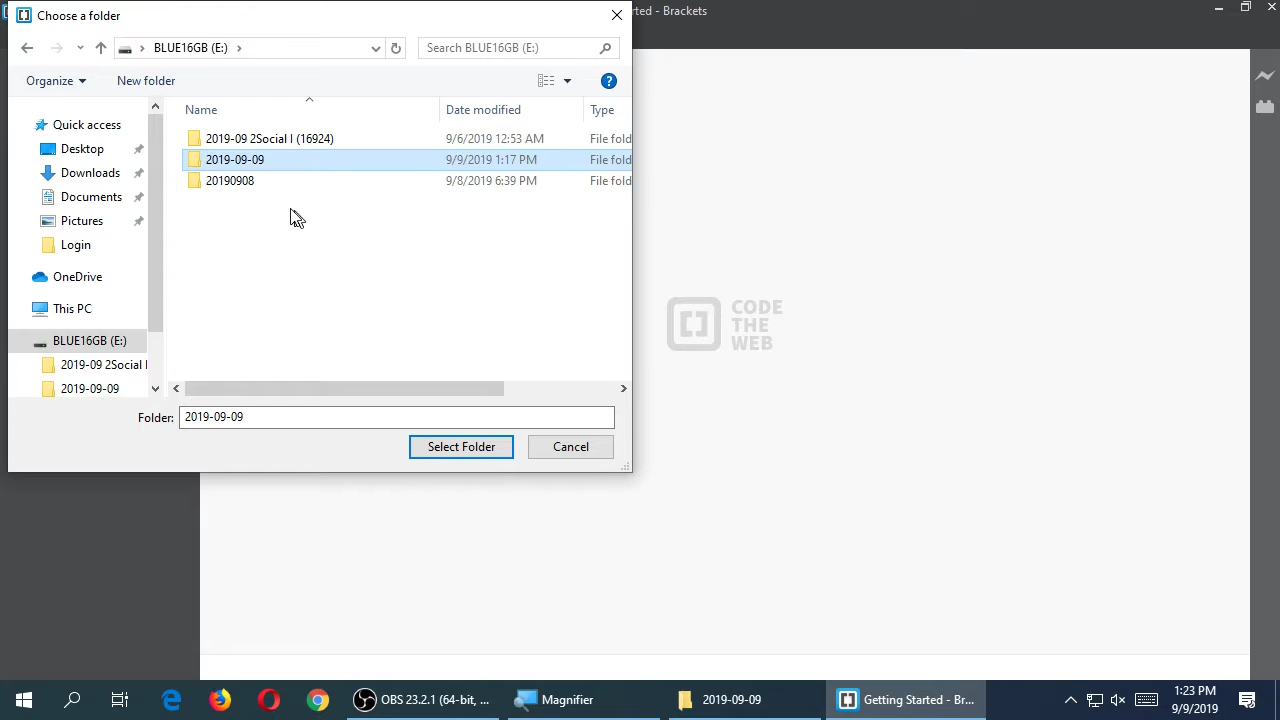 Choose a folder
rted - Brackets
BLUE16GB (E:)
Search BLUE16GB (E:)
Organize
New folder
Name
Date modified
Type
2019-09 2Social I (16924)
9/6/2019 12:53 AM
File fold
2019-09-09
9/9/2019 1:17 PM
File fold
20190908
9/8/2019 6:39 PM
File fold
Quick access
Desktop
Downloads
Documents
Pictures
Login
OneDrive
This PC
BLUE16GB (E:)
2019-09 2Social I
2019-09-09
CODE
THE
WEB
Folder:
2019-09-09
Select Folder
Cancel
OBS 23.2.1 (64-bit, ...
Magnifier
2019-09-09
Getting Started - Br...
1:23 PM
9/9/2019